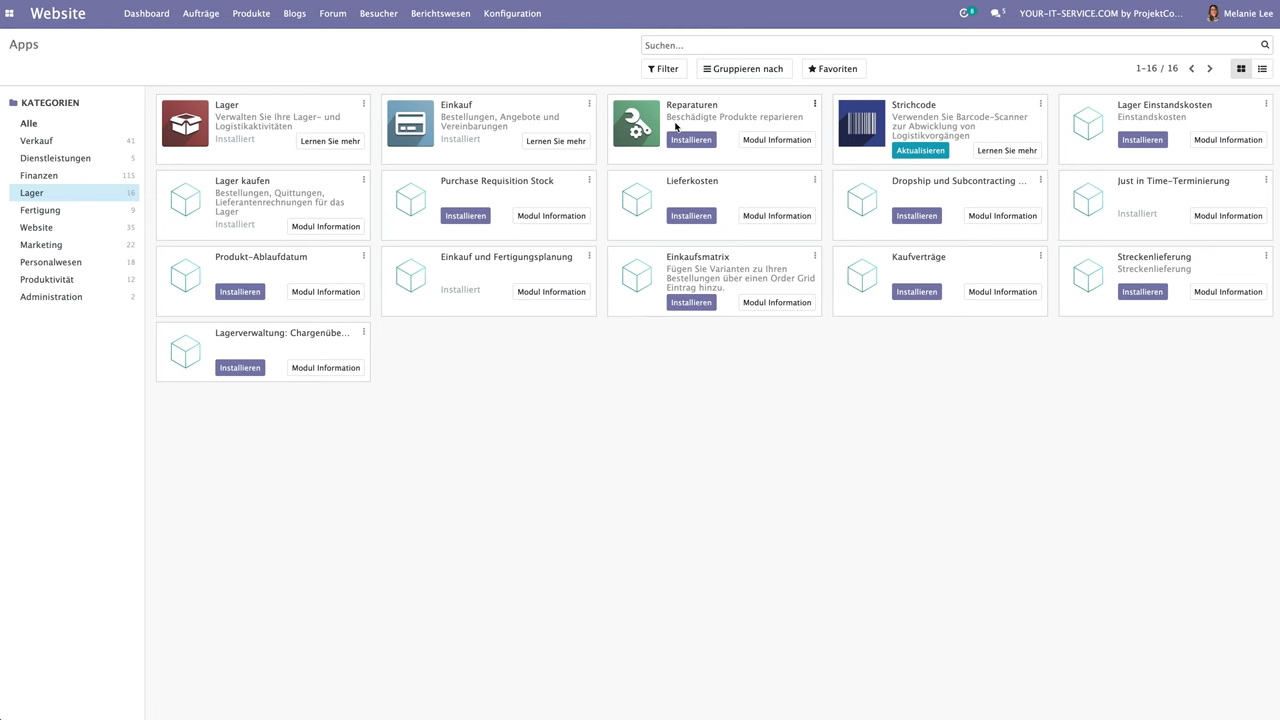 Website
Dashboard
Aufträge
Produkte
Blogs
Forum
Besucher
Berichtswesen
Konfiguration
8
5
YOUR-IT-SERVICE.COM by ProjektCo...
Melanie Lee
Apps
Suchen...
Filter
Gruppieren nach
Favoriten
1-16 / 16
KATEGORIEN
Alle
Verkauf 41
Dienstleistungen 5
Finanzen 115
Lager 16
Fertigung 9
Website 35
Marketing 22
Personalwesen 18
Produktivität 12
Administration 2
Lager
Verwalten Sie Ihre Lager- und
Logistikaktivitäten
Installiert
Lernen Sie mehr
Einkauf
Bestellungen, Angebote und
Vereinbarungen
Installiert
Lernen Sie mehr
Reparaturen
Beschädigte Produkte reparieren
Installieren
Modul Information
Strichcode
Verwenden Sie Barcode-Scanner
zur Abwicklung von
Logistikvorgängen
Aktualisieren
Lernen Sie mehr
Lager Einstandskosten
Einstandskosten
Installieren
Modul Information
Lager kaufen
Bestellungen, Quittungen,
Lieferantenrechnungen für das
Lager
Installiert
Modul Information
Purchase Requisition Stock
Installieren
Modul Information
Lieferkosten
Installieren
Modul Information
Dropship und Subcontracting ...
Installieren
Modul Information
Just in Time-Terminierung
Installiert
Modul Information
Produkt-Ablaufdatum
Installieren
Modul Information
Einkauf und Fertigungsplanung
Installiert
Modul Information
Einkaufsmatrix
Fügen Sie Varianten zu Ihren
Bestellungen über einen Order Grid
Eintrag hinzu.
Installieren
Modul Information
Kaufverträge
Installieren
Modul Information
Streckenlieferung
Streckenlieferung
Installieren
Modul Information
Lagerverwaltung: Chargenübe...
Installieren
Modul Information